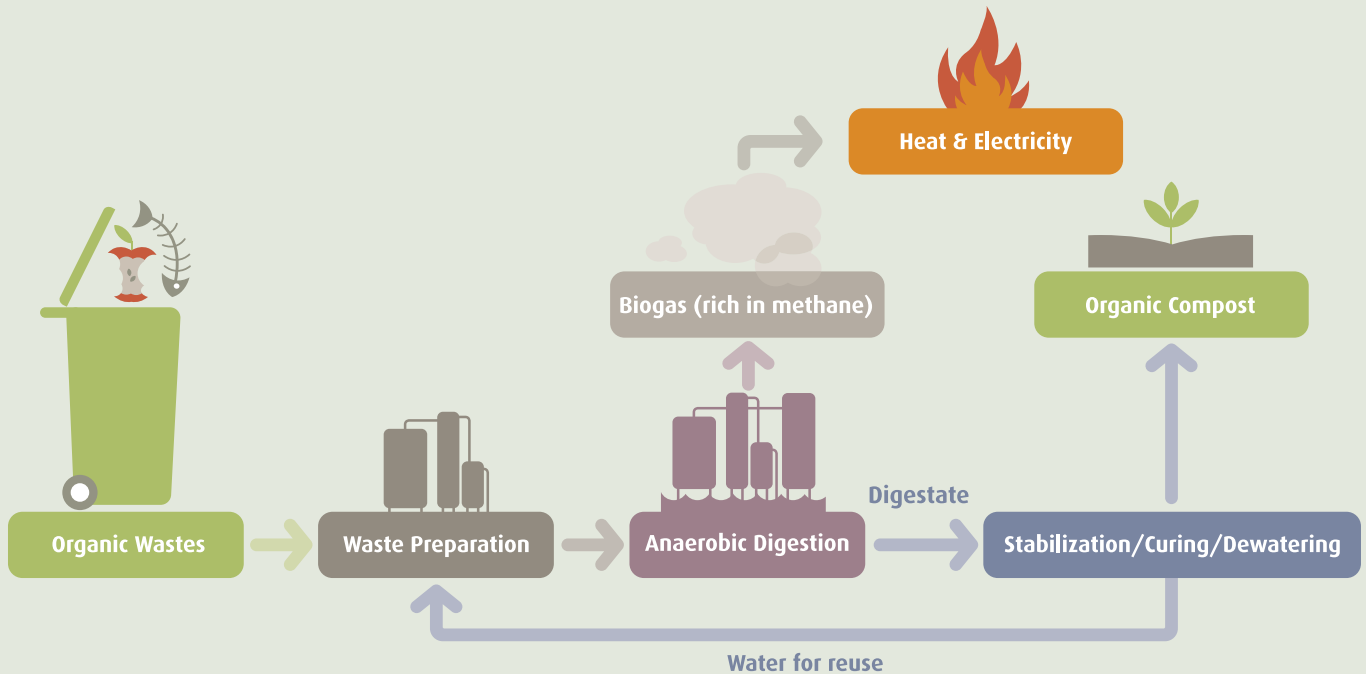 Heat & Electricity
Biogas (rich in methane)
Organic Compost
Digestate
Organic Wastes
Waste Preparation
Anaerobic Digestion
Stabilization/Curing/Dewatering
Water for reuse